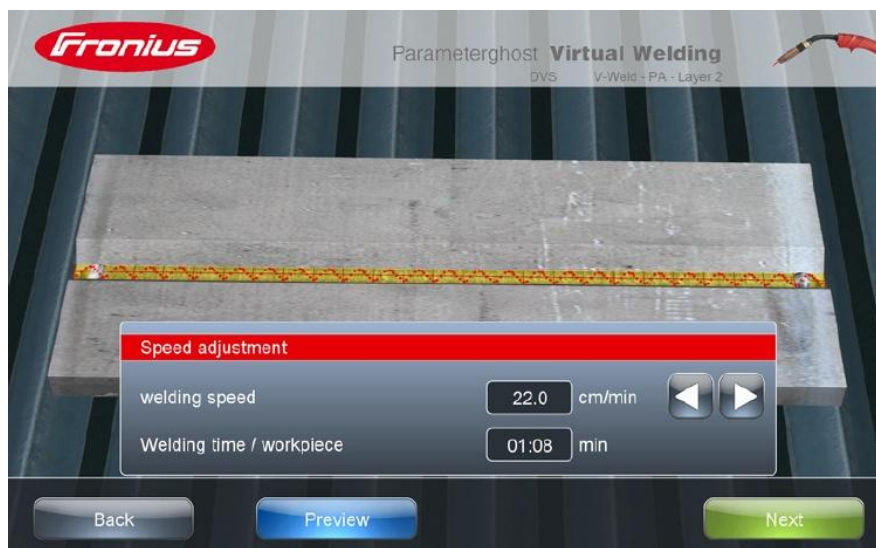 Fronius
Parameterghost Virtual Welding
DVS V-Weld - PA - Layer 2
Speed adjustment
welding speed 22.0 cm/min
Welding time / workpiece 01:08 min
Back Preview Next